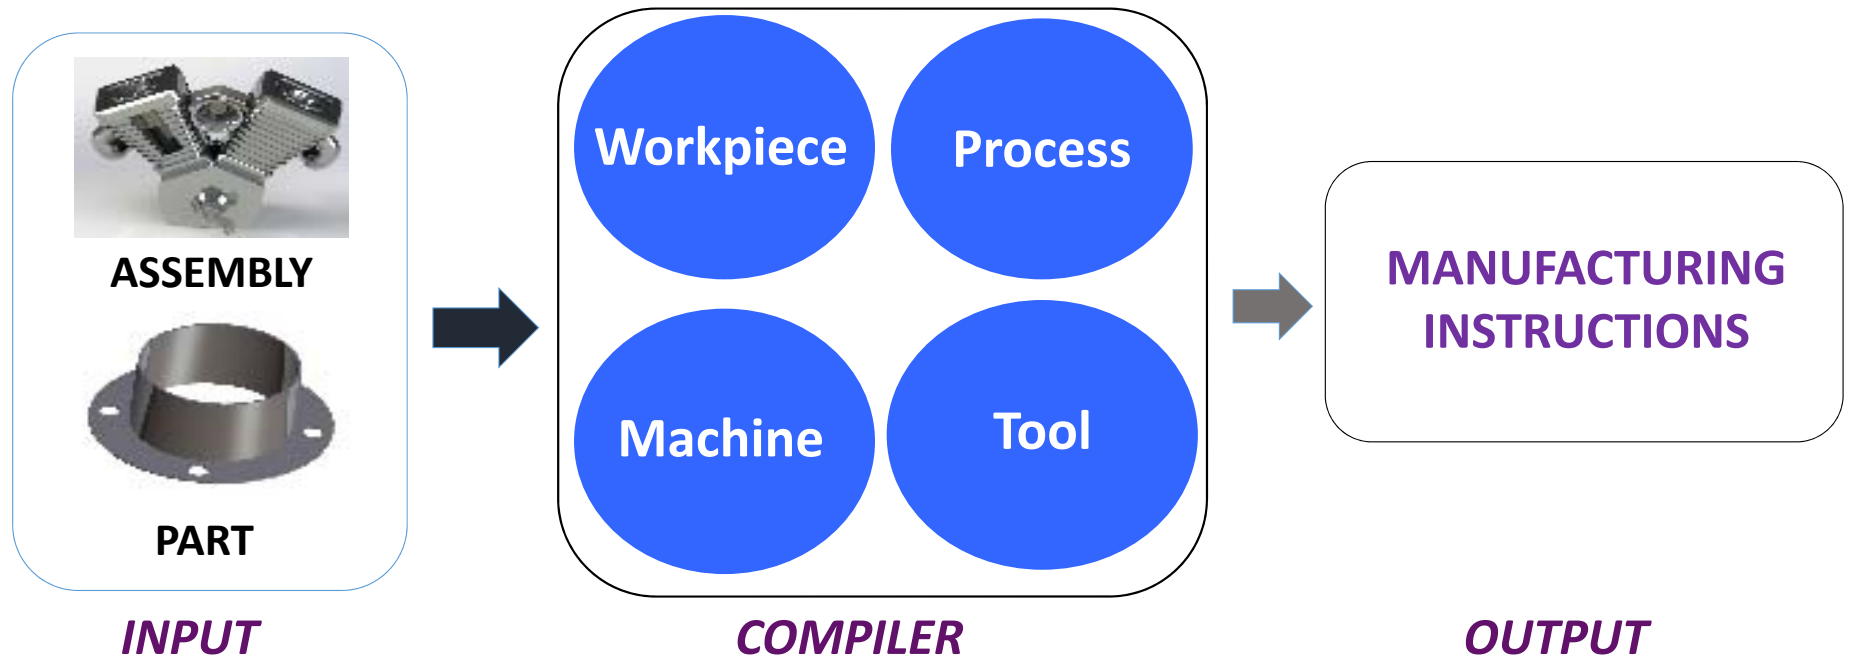 ASSEMBLY
PART
INPUT
Workpiece
Process
Machine
Tool
COMPILER
MANUFACTURING
INSTRUCTIONS
OUTPUT